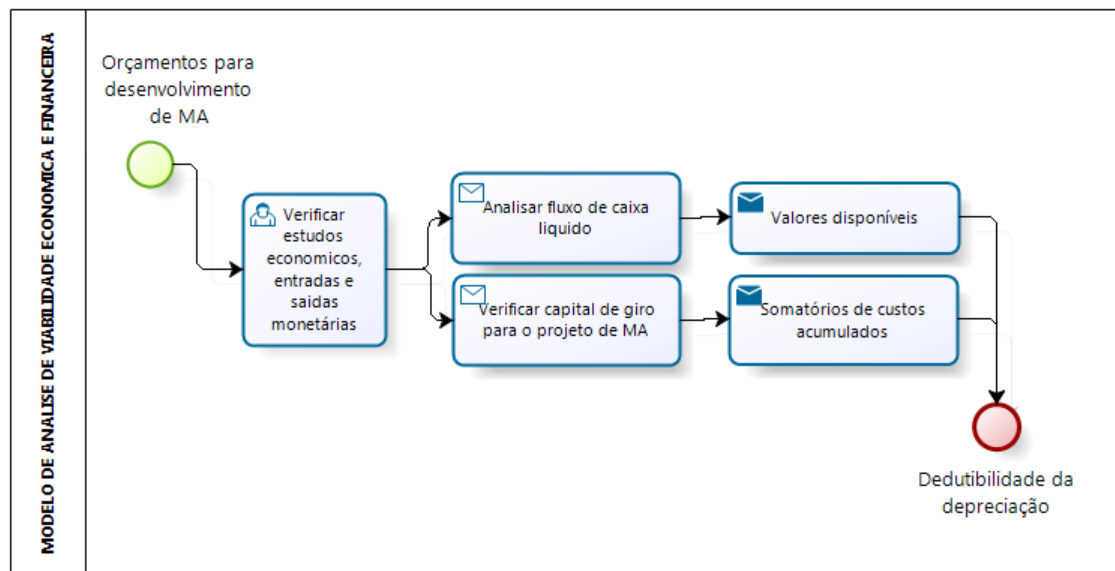 MODELO DE ANALISE DE VIABILIDADE ECONOMICA E FINANCEIRA
Orçamentos para
desenvolvimento
de MA
Verificar
estudos
economicos,
entradas e
saidas
monetárias
Analisar fluxo de caixa
liquido
Valores disponíveis
Verificar capital de giro
para o projeto de MA
Somatórios de custos
acumulados
Dedutibilidade da
depreciação